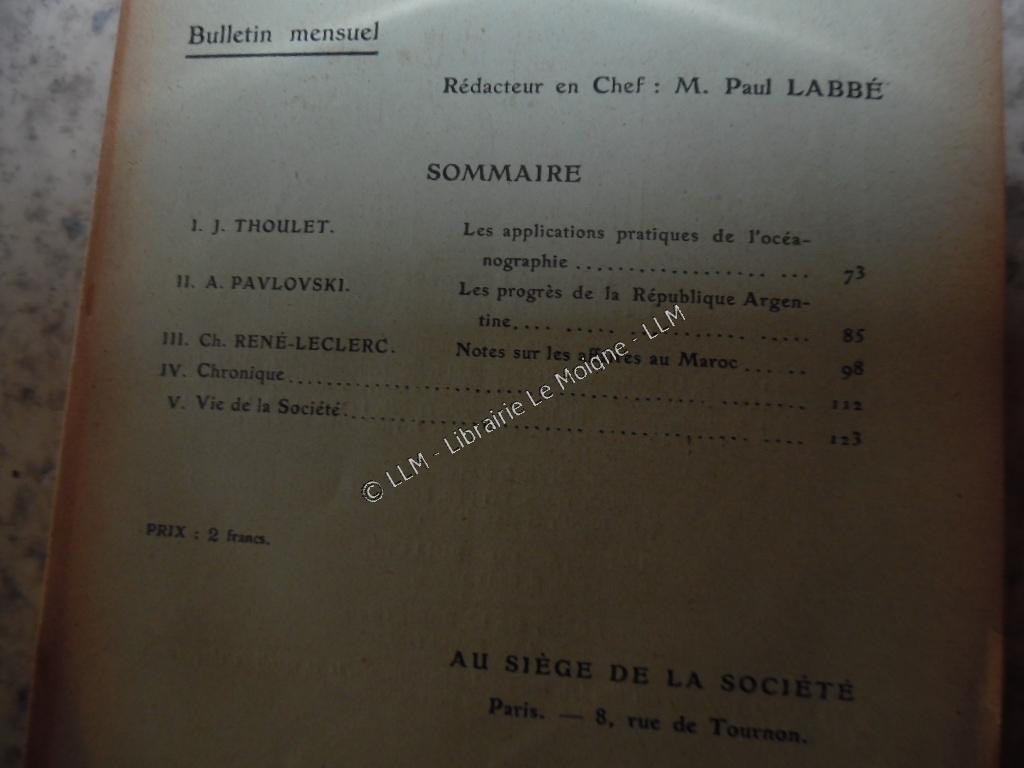 Bulletin mensuel
Rédacteur en Chef : M. Paul LABBÉ
SOMMAIRE
I. J. THOULET. Les applications pratiques de l'océa-
nographie .................. ... 73
II. A. PAVLOVSKI. Les progrès de la République Argen-
tine.... ...... .............. ..... 85
III. Ch. RENÉ-LECLERC. Notes sur les affaires au Maroc ...... .. 98
IV. Chronique ........................................ 112
V. Vie de la Société ........................................ 123
© LLM - Librairie Le Moigne - LLM
PRIX : 2 francs.
AU SIÈGE DE LA SOCIÉTÉ
Paris. — 8, rue de Tournon.